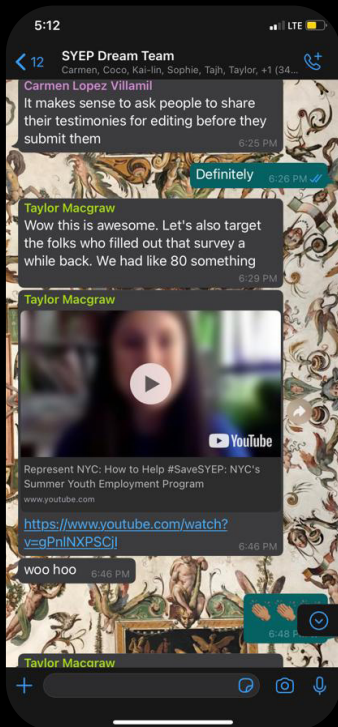 5:12
LTE
12
SYEP Dream Team
Carmen, Coco, Kai-lin, Sophie, Tajh, Taylor, +1 (34...
Carmen Lopez Villamil
It makes sense to ask people to share
their testimonies for editing before they
submit them
6:25 PM
Definitely
6:26 PM
Taylor Macgraw
Wow this is awesome. Let's also target
the folks who filled out that survey a
while back. We had like 80 something
6:29 PM
Taylor Macgraw
YouTube
Represent NYC: How to Help #SaveSYEP: NYC's
Summer Youth Employment Program
www.youtube.com
https://www.youtube.com/watch?
v=gPnlNXPSCjI
6:46 PM
woo hoo
6:46 PM
6:48 P
Taylor Macgraw